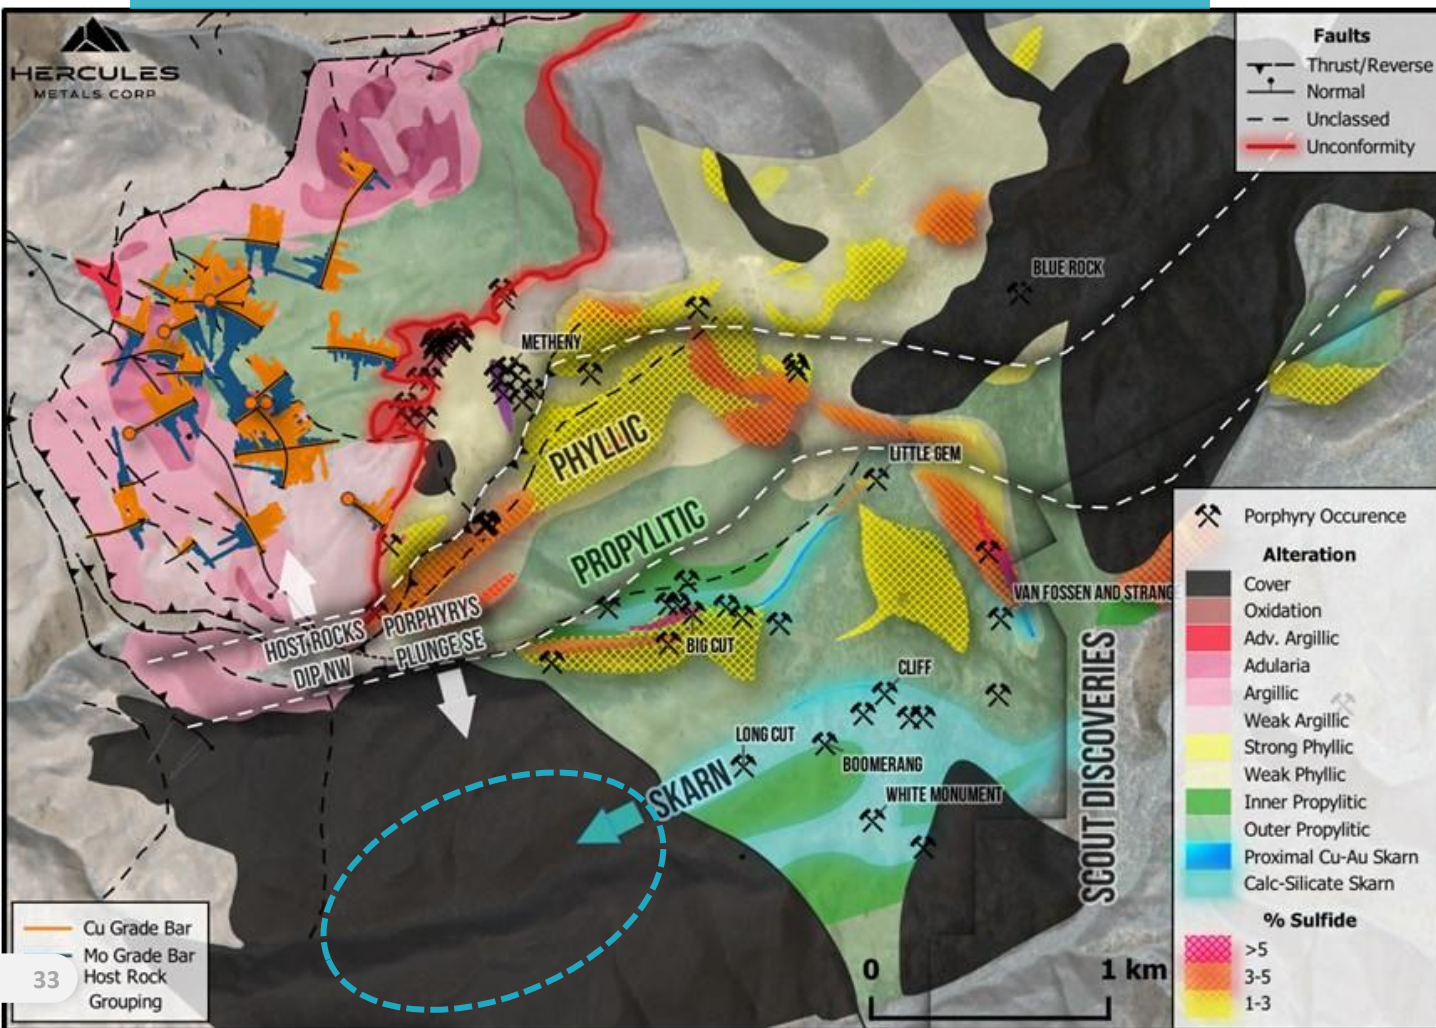 HERCULES
METALS CORP
Faults
Thrust/Reverse
Normal
Unclassed
Unconformity
BLUE ROCK
METHENY
PHYLLIC
LITTLE GEM
PROPYLITIC
VAN FOSSEN AND STRANG
HOST ROCKS
DIP NW
PORPHYRYS
PLUNGE SE
BIG CUT
CLIFF
LONG CUT
BOOMERANG
SKARN
WHITE MONUMENT
SCOUT DISCOVERIES
Porphyry Occurence
Alteration
Cover
Oxidation
Adv. Argillic
Adularia
Argillic
Weak Argillic
Strong Phyllic
Weak Phyllic
Inner Propylitic
Outer Propylitic
Proximal Cu-Au Skarn
Calc-Silicate Skarn
% Sulfide
>5
3-5
1-3
Cu Grade Bar
Mo Grade Bar
Host Rock
Grouping
33
0 1 km